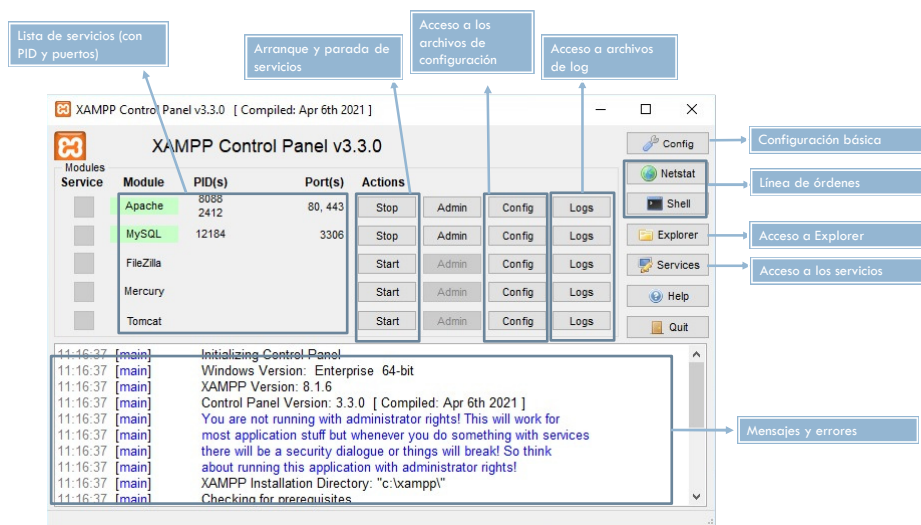 Lista de servicios (con
PID y puertos)
Arranque y parada de
servicios
Acceso a los
archivos de
configuración
Acceso a archivos
de log
XAMPP Control Panel v3.3.0 [ Compiled: Apr 6th 2021 ]
XAMPP Control Panel v3.3.0
Config
Configuración básica
Modules
Service Module PID(s) Port(s) Actions
Netstat
Línea de órdenes
Shell
Apache 8088 2412 80, 443 Stop Admin Config Logs
MySQL 12184 3306 Stop Admin Config Logs
Explorer
Acceso a Explorer
FileZilla Start Admin Config Logs
Services
Acceso a los servicios
Mercury Start Admin Config Logs
Help
Tomcat Start Admin Config Logs
Quit
11:16:37 [main] Initializing Control Panel
11:16:37 [main] Windows Version: Enterprise 64-bit
11:16:37 [main] XAMPP Version: 8.1.6
11:16:37 [main] Control Panel Version: 3.3.0 [ Compiled: Apr 6th 2021 ]
11:16:37 [main] You are not running with administrator rights! This will work for
11:16:37 [main] most application stuff but whenever you do something with services
11:16:37 [main] there will be a security dialogue or things will break! So think
11:16:37 [main] about running this application with administrator rights!
11:16:37 [main] XAMPP Installation Directory: "c:\xampp\"
11:16:37 [main] Checking for prerequisites
Mensajes y errores